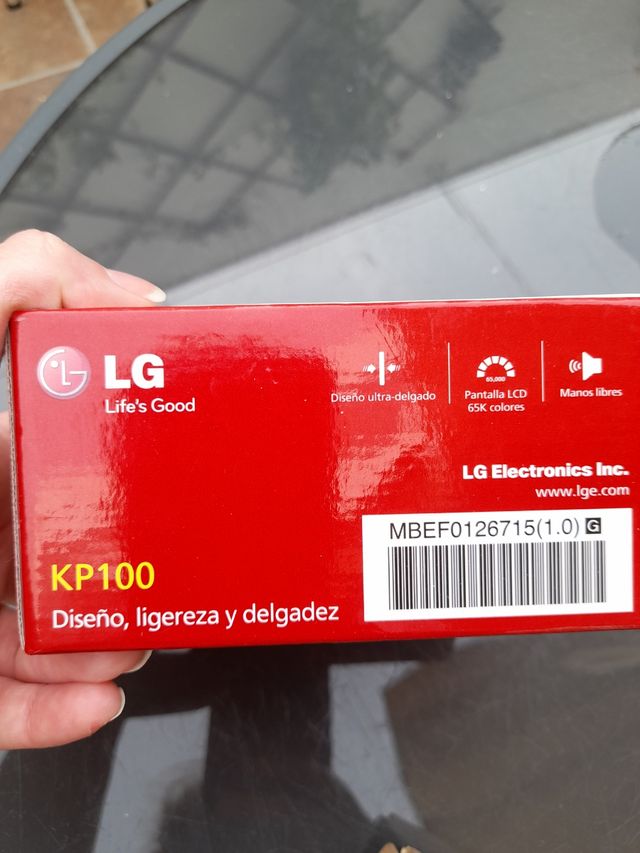 LG
Life's Good
Diseño ultra-delgado
65,000
Pantalla LCD
65K colores
Manos libres
LG Electronics Inc.
www.lge.com
MBEF0126715(1.0) G
KP100
Diseño, ligereza y delgadez